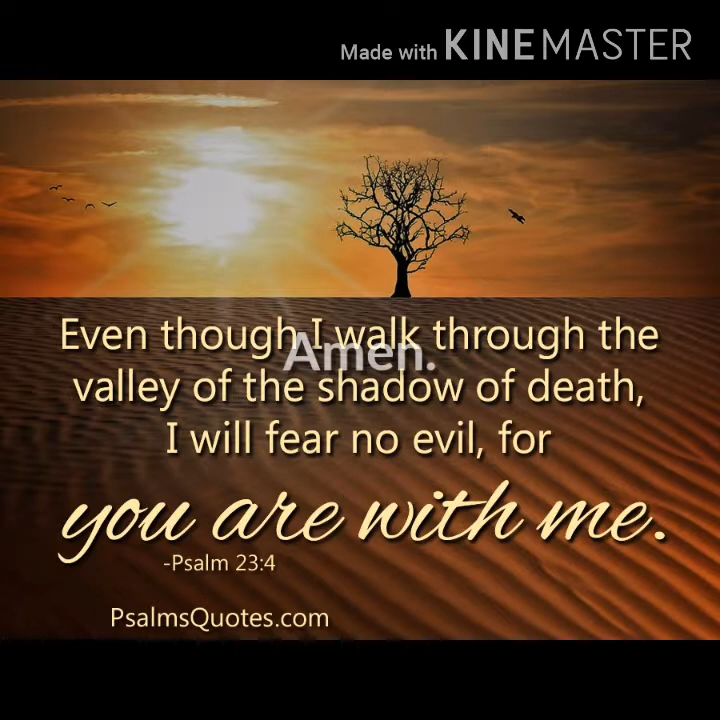 Made with KINEMASTER
Even though I walk through the
Amen.
valley of the shadow of death,
I will fear no evil, for
you are with me.
-Psalm 23:4
PsalmsQuotes.com